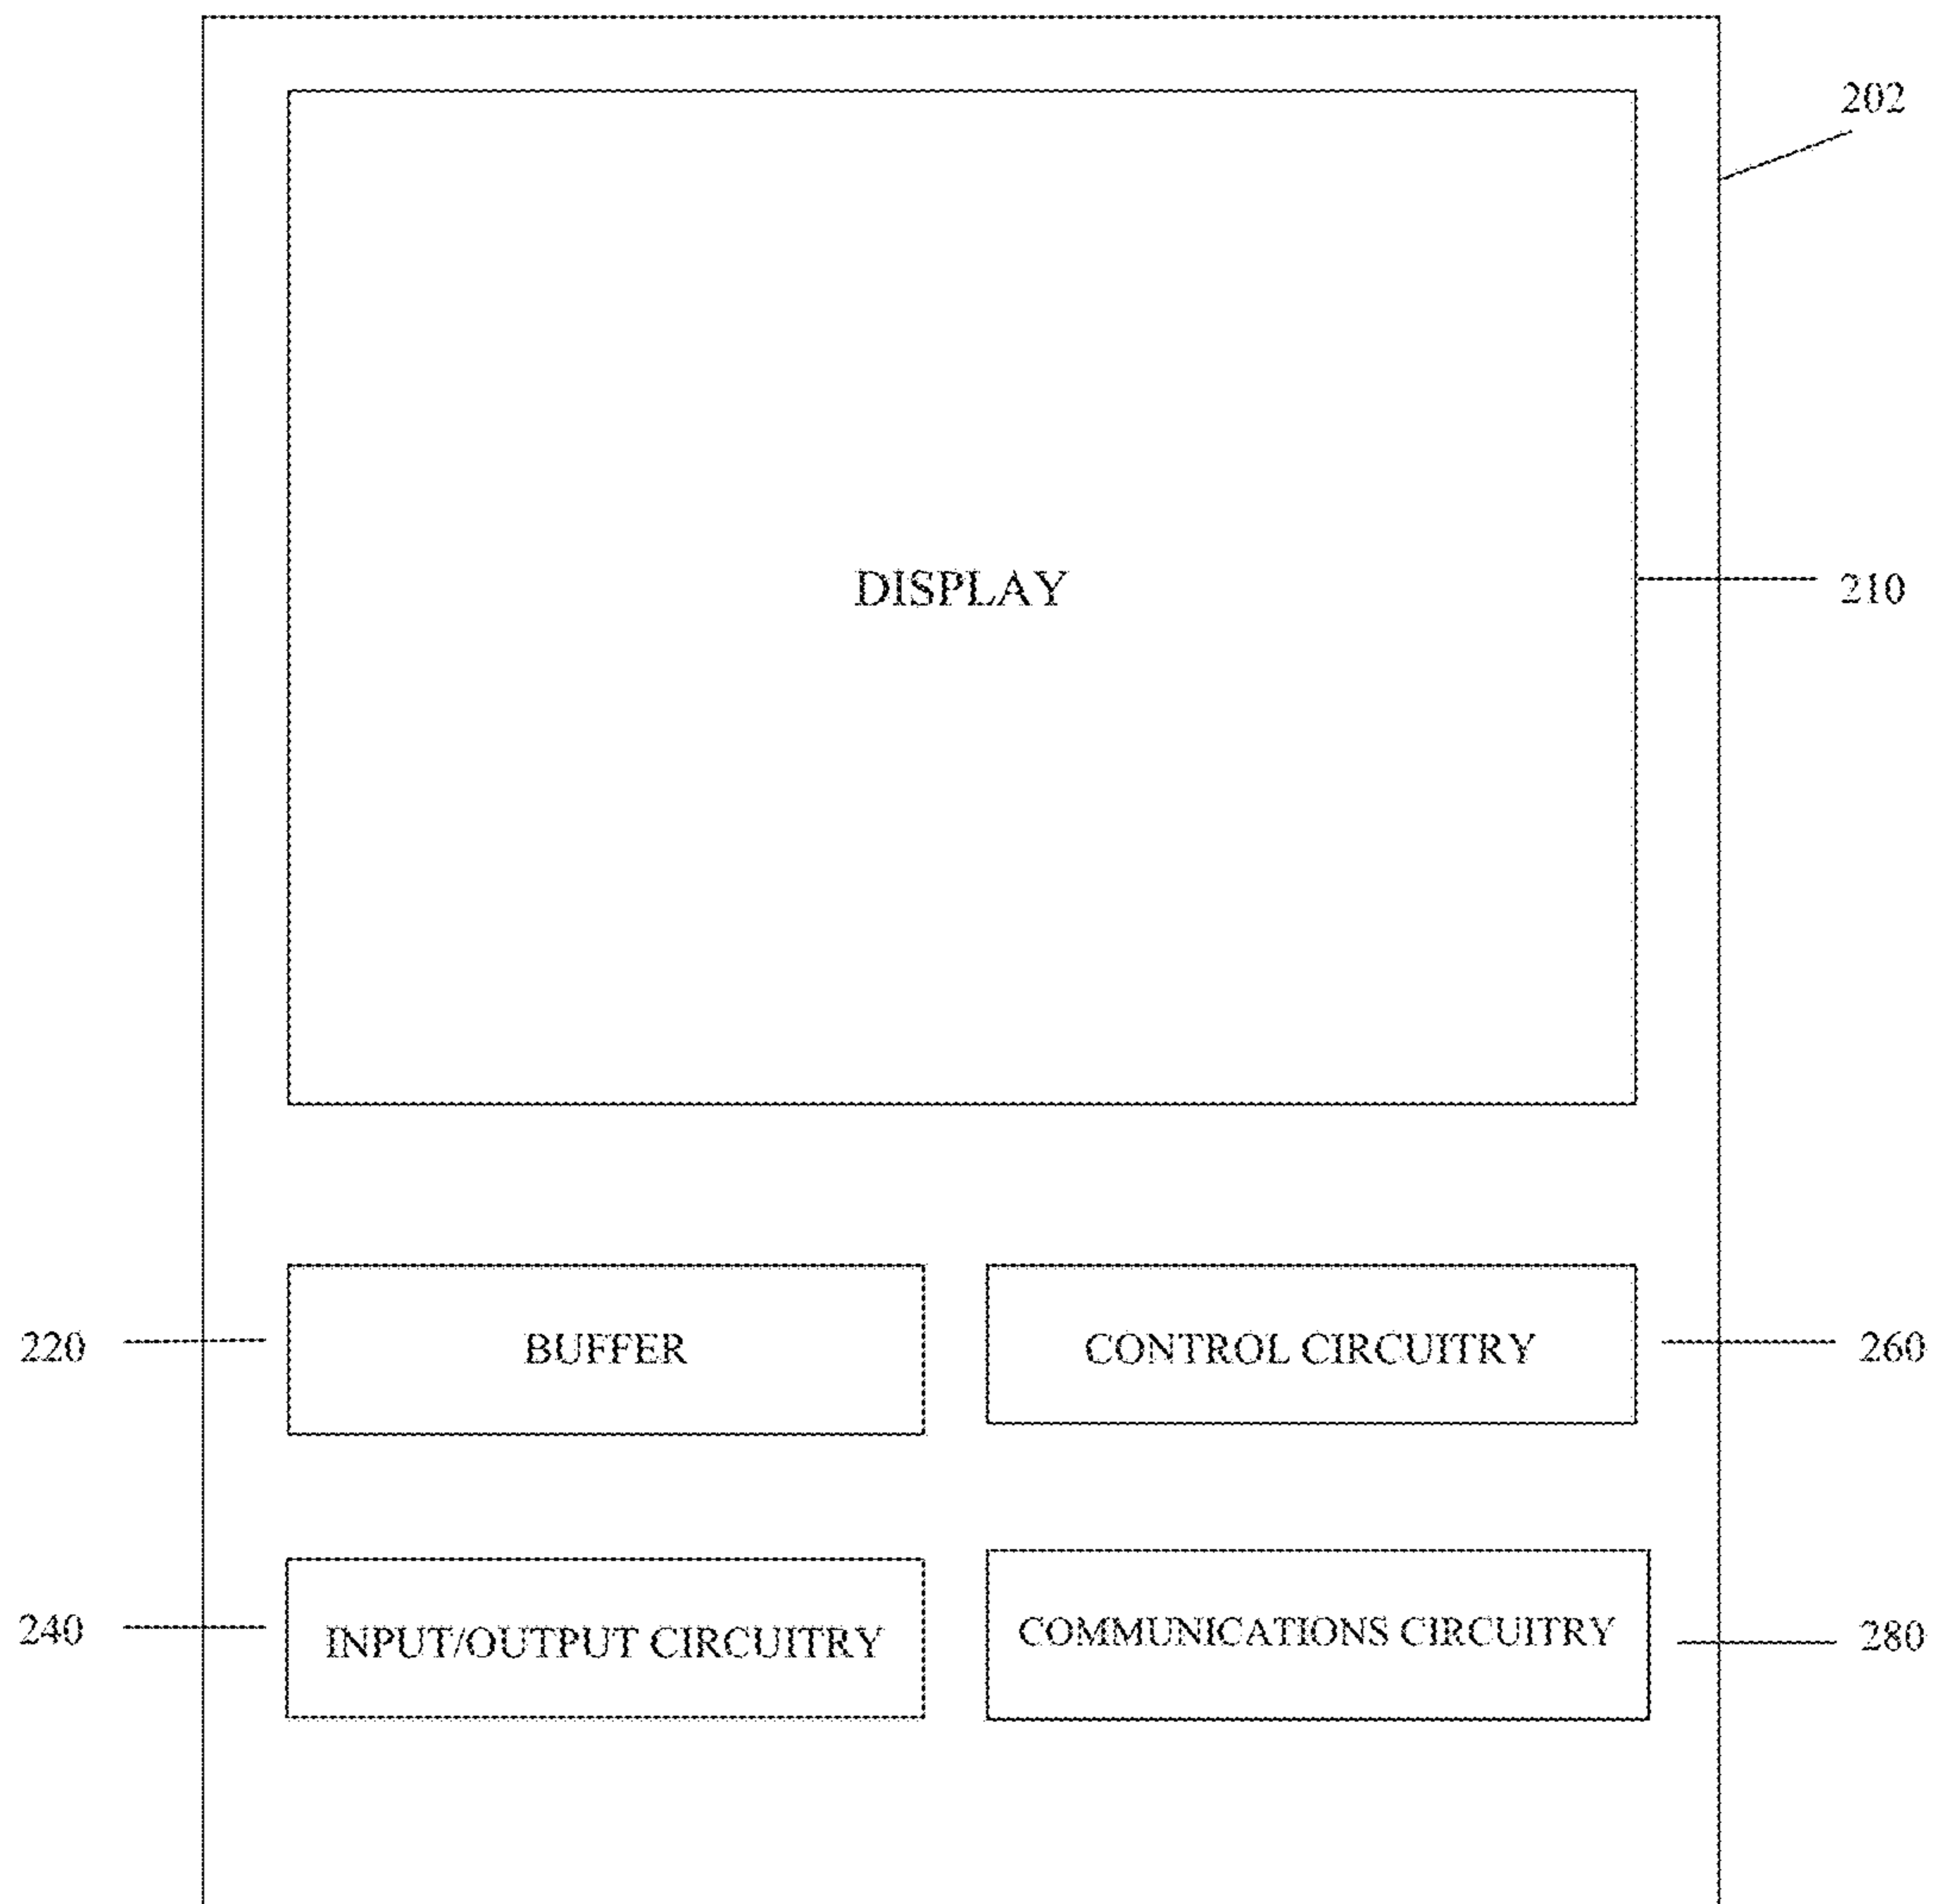 202
DISPLAY
210
220
BUFFER
CONTROL CIRCUITRY
260
240
INPUT/OUTPUT CIRCUITRY
COMMUNICATIONS CIRCUITRY
280